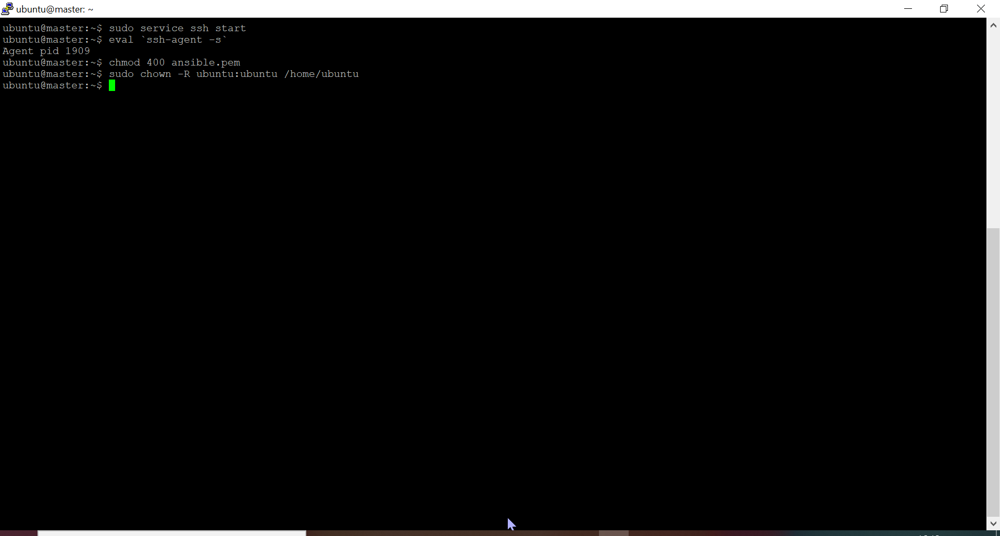 ubuntu@master: ~
ubuntu@master:~$ sudo service ssh start
ubuntu@master:~$ eval `ssh-agent -s`
Agent pid 1909
ubuntu@master:~$ chmod 400 ansible.pem
ubuntu@master:~$ sudo chown -R ubuntu:ubuntu /home/ubuntu
ubuntu@master:~$